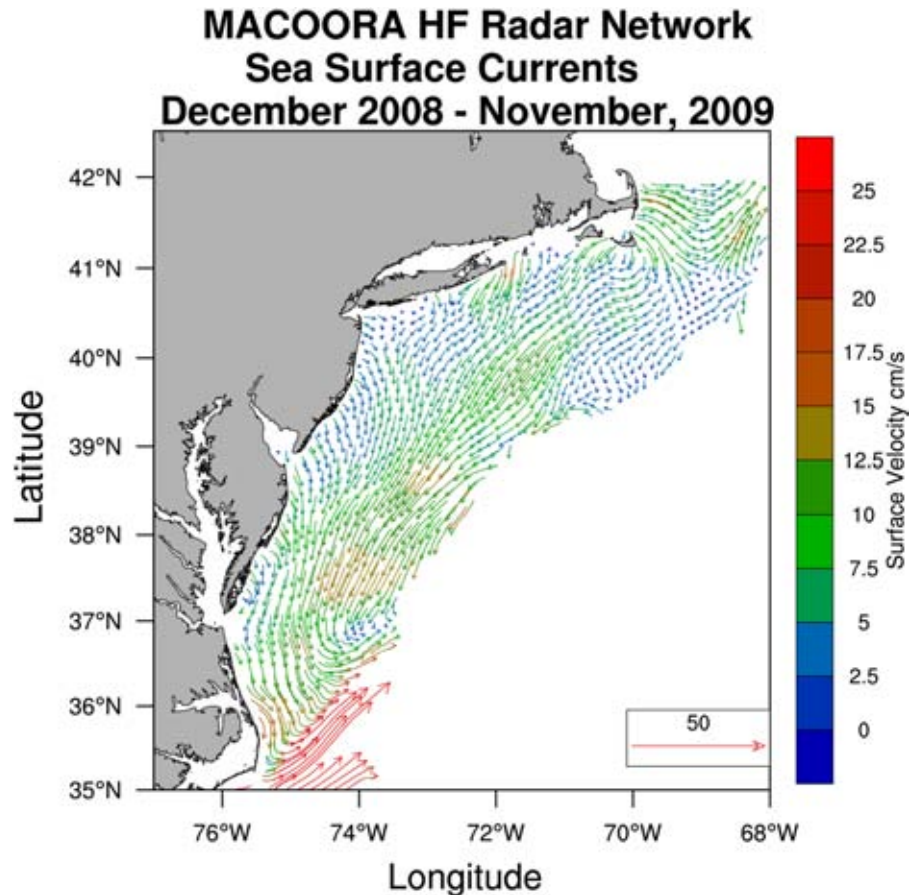 MACOORA HF Radar Network
Sea Surface Currents
December 2008 - November, 2009
42°N
41°N
40°N
39°N
38°N
37°N
36°N
35°N
Latitude
76°W
74°W
72°W
70°W
68°W
Longitude
50
25
22.5
20
17.5
15
12.5
10
7.5
5
2.5
0
Surface Velocity cm/s